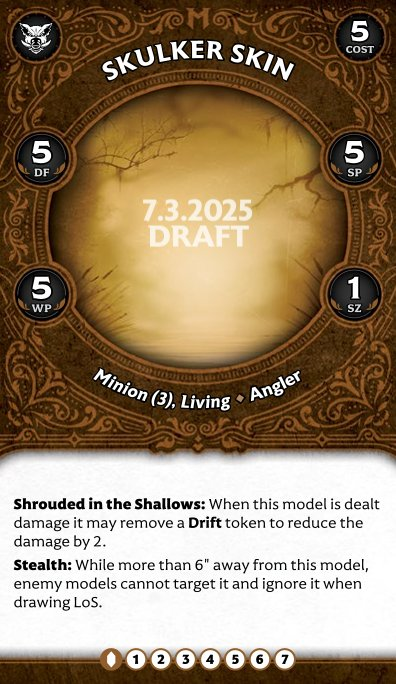 SKULKER SKIN
5
COST
5
DF
5
SP
7.3.2025
DRAFT
5
WP
1
SZ
Minion (3), Living ♦ Angler
Shrouded in the Shallows: When this model is dealt
damage it may remove a Drift token to reduce the
damage by 2.
Stealth: While more than 6" away from this model,
enemy models cannot target it and ignore it when
drawing LoS.
1 2 3 4 5 6 7